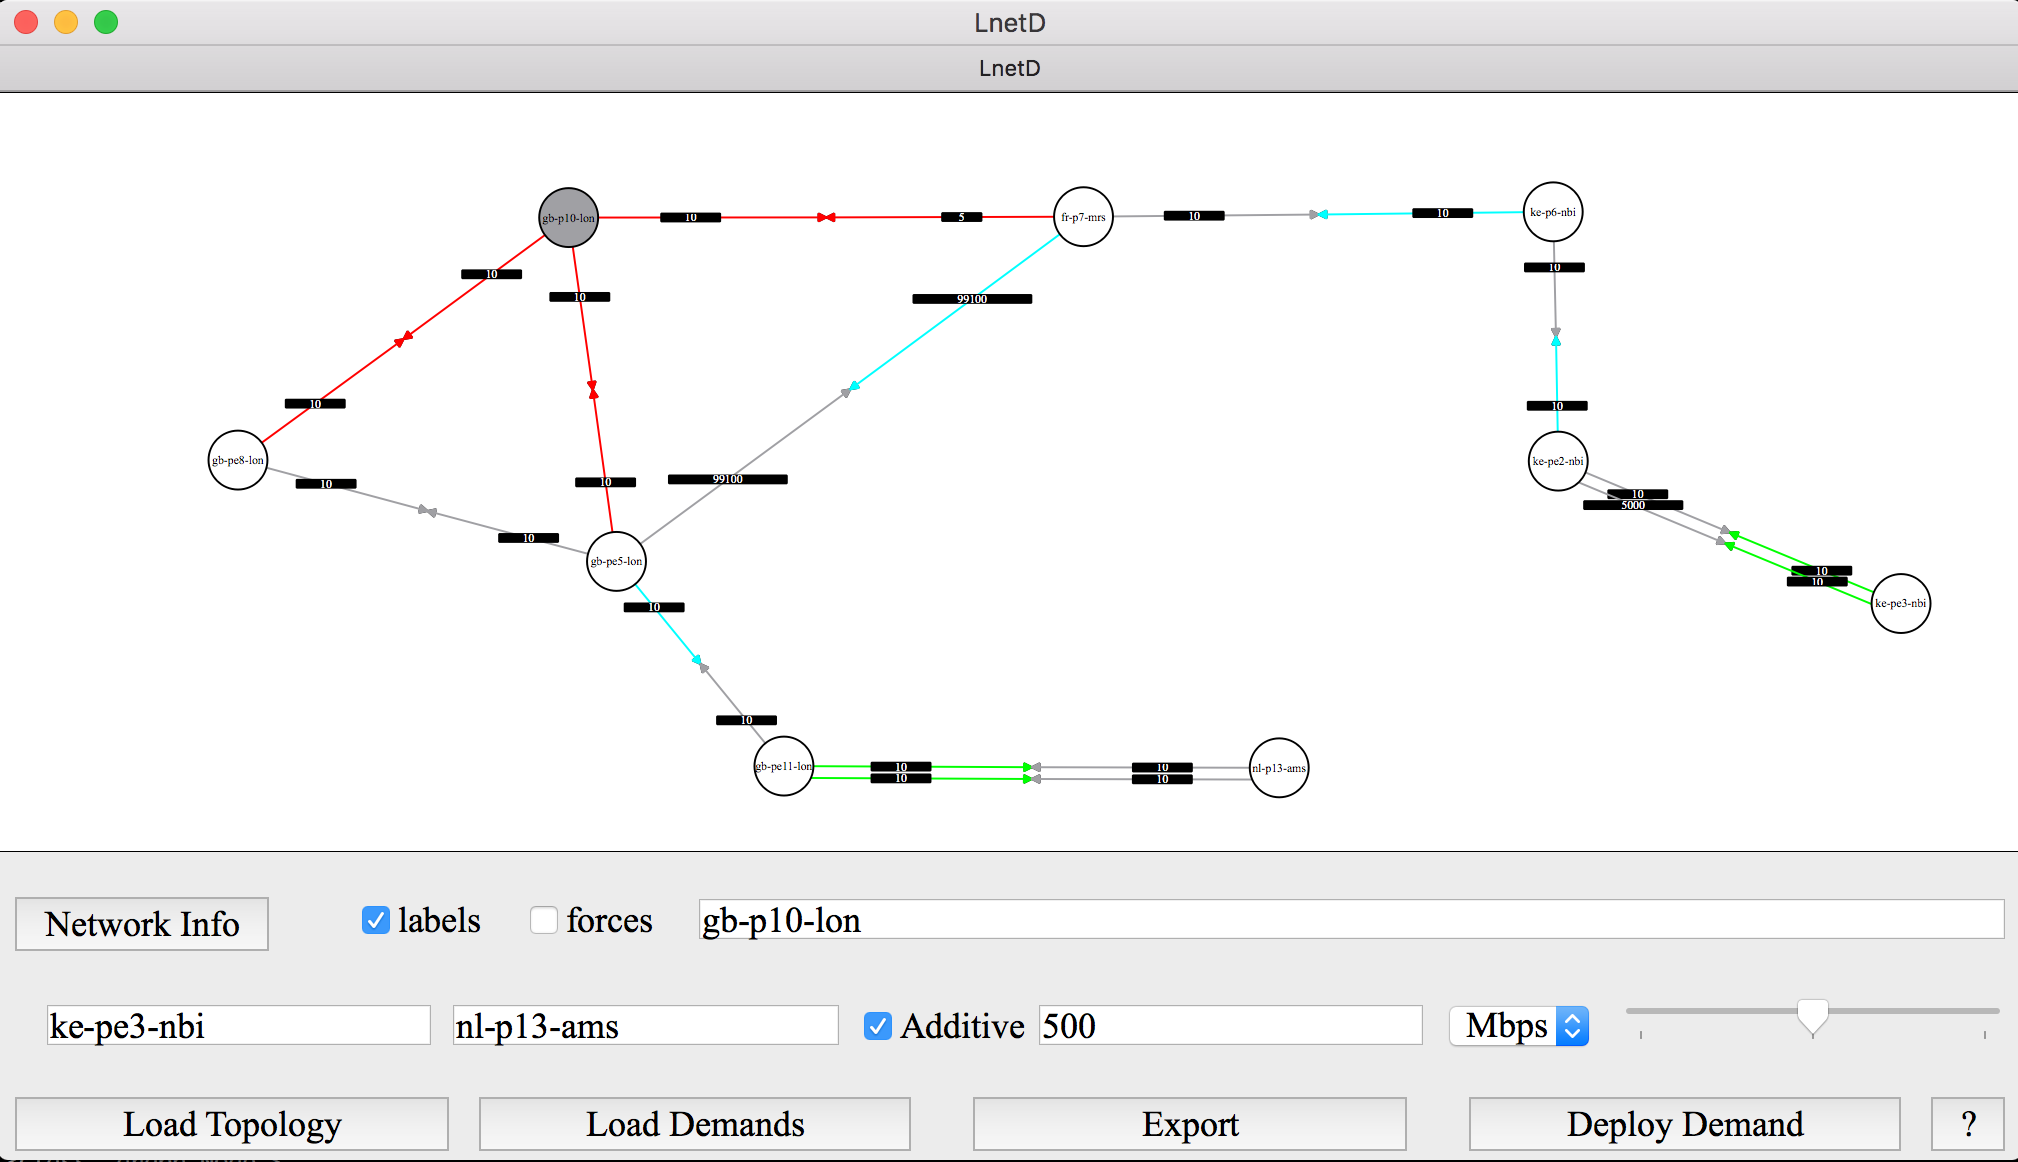 LnetD
LnetD
gb-p10-lon 10 5 fr-p7-mrs 10 10 ke-p6-nbi
10 10 10
99100
10 10
gb-pe8-lon 10 10 99100 ke-pe2-nbi
10 10
5000
gb-pe5-lon 10
10
10 ke-pe3-nbi
10
gb-pe11-lon 10 10 nl-p13-ams
10 10
Network Info labels forces gb-p10-lon
ke-pe3-nbi nl-p13-ams Additive 500 Mbps
Load Topology Load Demands Export Deploy Demand ?